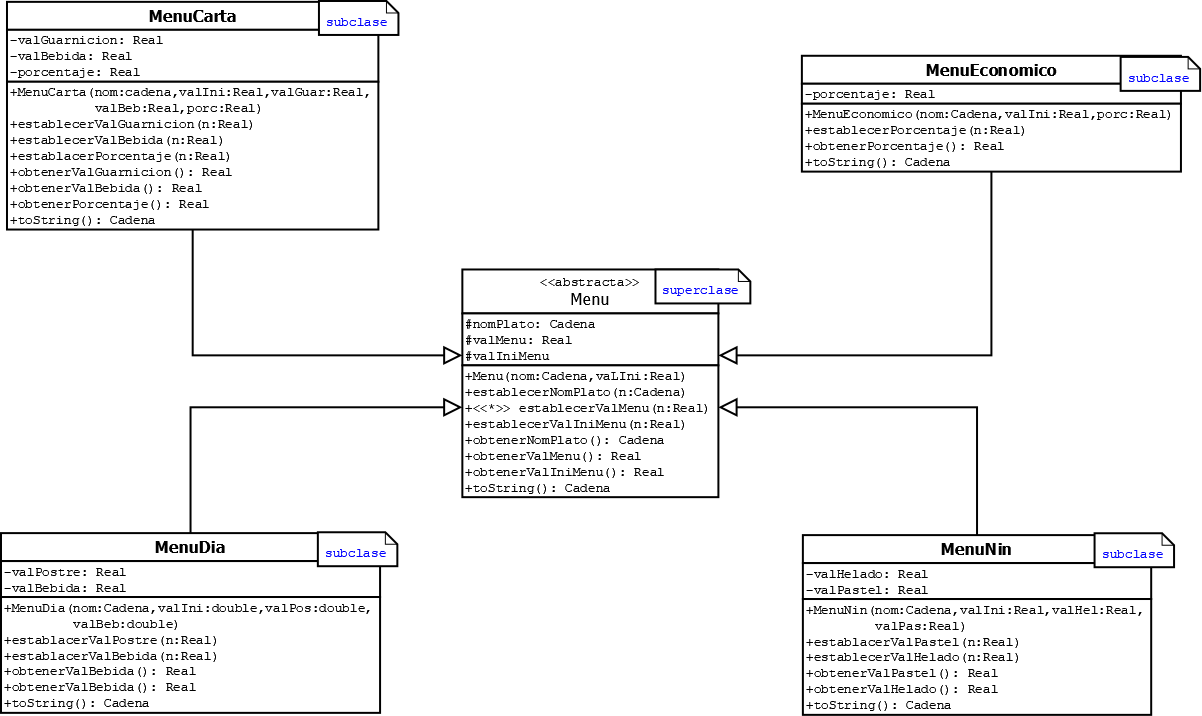 MenuCarta
subclase
-valGuarnicion: Real
-valBebida: Real
-porcentaje: Real
+MenuCarta(nom:cadena,valIni:Real,valGuar:Real,
valBeb:Real,porc:Real)
+establecerValGuarnicion(n:Real)
+establecerValBebida(n:Real)
+establacerPorcentaje(n:Real)
+obtenerValGuarnicion(): Real
+obtenerValBebida(): Real
+obtenerPorcentaje(): Real
+toString(): Cadena
MenuEconomico
subclase
-porcentaje: Real
+MenuEconomico(nom:Cadena,valIni:Real,porc:Real)
+establecerPorcentaje(n:Real)
+obtenerPorcentaje(): Real
+toString(): Cadena
<<abstracta>>
Menu
superclase
#nomPlato: Cadena
#valMenu: Real
#valIniMenu
+Menu(nom:Cadena,vaLIni:Real)
+establecerNomPlato(n:Cadena)
+<<*>> establecerValMenu(n:Real)
+establecerValIniMenu(n:Real)
+obtenerNomPlato(): Cadena
+obtenerValMenu(): Real
+obtenerValIniMenu(): Real
+toString(): Cadena
MenuDia
subclase
-valPostre: Real
-valBebida: Real
+MenuDia(nom:Cadena,valIni:double,valPos:double,
valBeb:double)
+establacerValPostre(n:Real)
+establacerValBebida(n:Real)
+obtenerValBebida(): Real
+obtenerValBebida(): Real
+toString(): Cadena
MenuNin
subclase
-valHelado: Real
-valPastel: Real
+MenuNin(nom:Cadena,valIni:Real,valHel:Real,
valPas:Real)
+establacerValPastel(n:Real)
+establecerValHelado(n:Real)
+obtenerValPastel(): Real
+obtenerValHelado(): Real
+toString(): Cadena